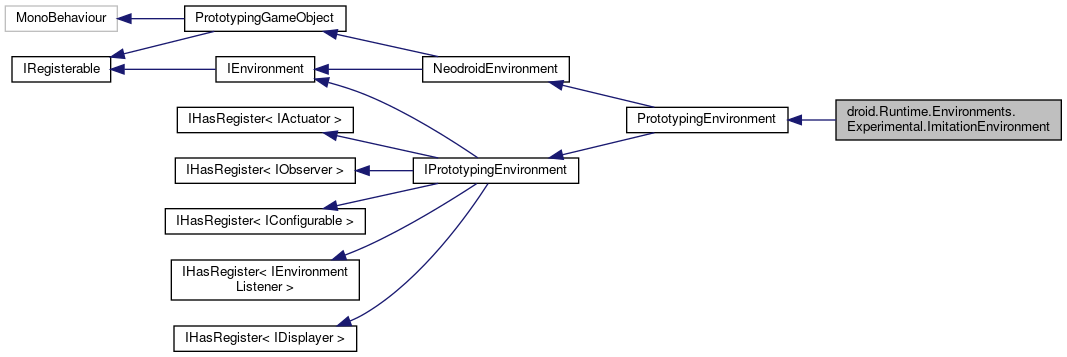 MonoBehaviour
PrototypingGameObject
IRegisterable
IEnvironment
NeodroidEnvironment
IHasRegister< IActuator >
PrototypingEnvironment
droid.Runtime.Environments.
Experimental.ImitationEnvironment
IHasRegister< IObserver >
IPrototypingEnvironment
IHasRegister< IConfigurable >
IHasRegister< IEnvironment
Listener >
IHasRegister< IDisplayer >